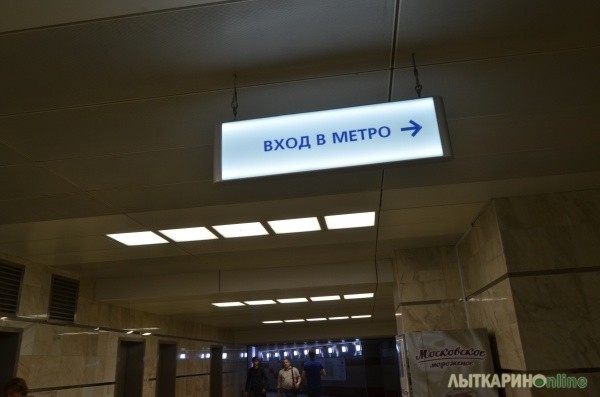 ВХОД В МЕТРО →
Московское
мороженое
ЛЫТКАРИНОonline